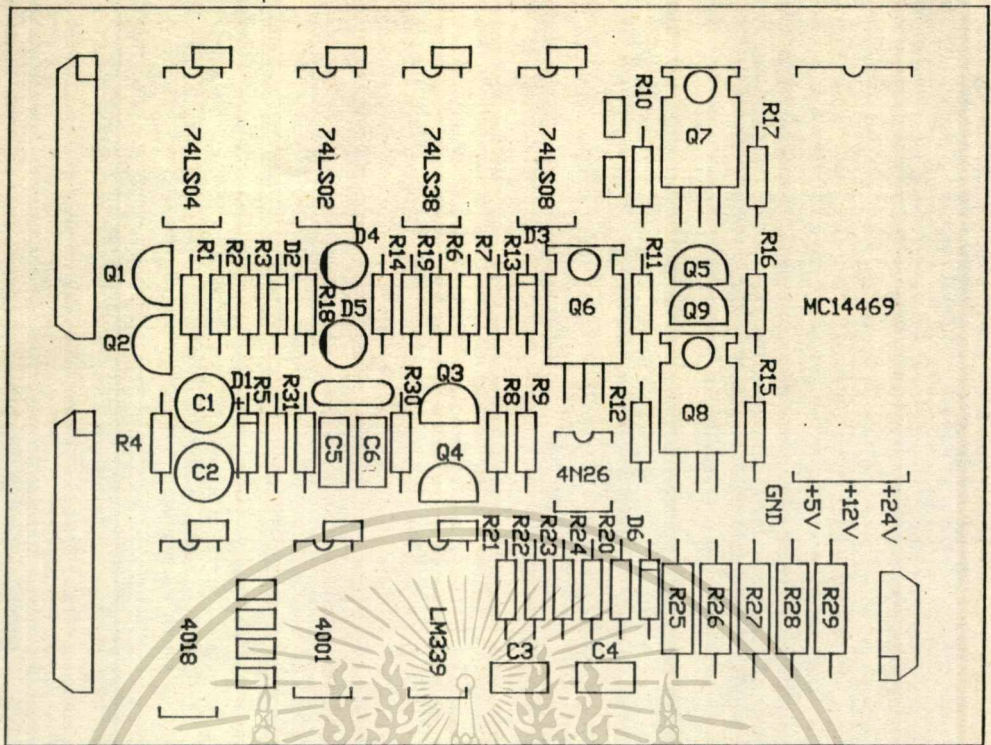 R10
Q7
R17
74LS04
74LS02
74LS38
74LS08
Q1
R1
R2
R3
D2
D4
R18
D5
R14
R19
R6
R7
R13
D3
Q6
R11
Q5
R16
Q9
MC14469
Q2
C1
D1
+
R5
R31
R30
Q3
R8
R9
R12
Q8
R15
R4
C2
+
C5
C6
Q4
4N26
GND
+5V
+12V
+24V
R21
R22
R23
R24
R20
D6
R25
R26
R27
R28
R29
4018
4001
LM339
C3
C4